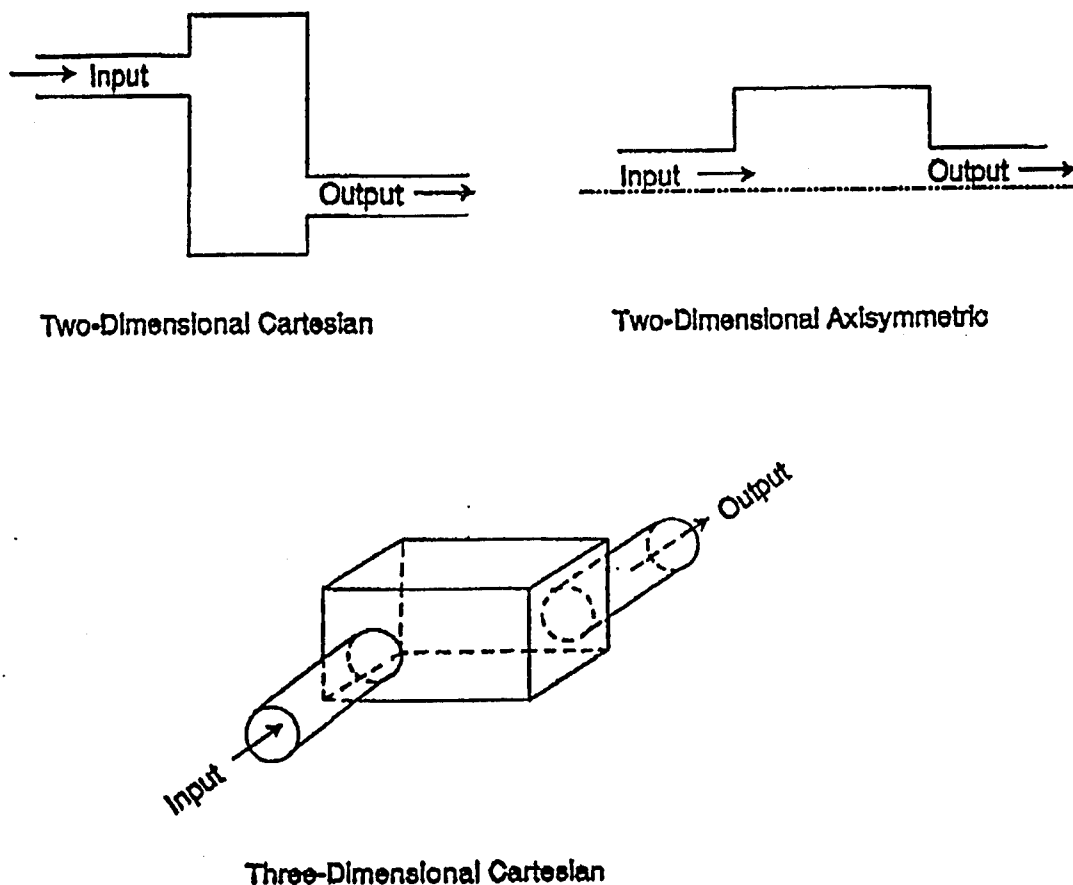 Input
Output
Two-Dimensional Cartesian
Input
Output
Two-Dimensional Axisymmetric
Input
Output
Three-Dimensional Cartesian